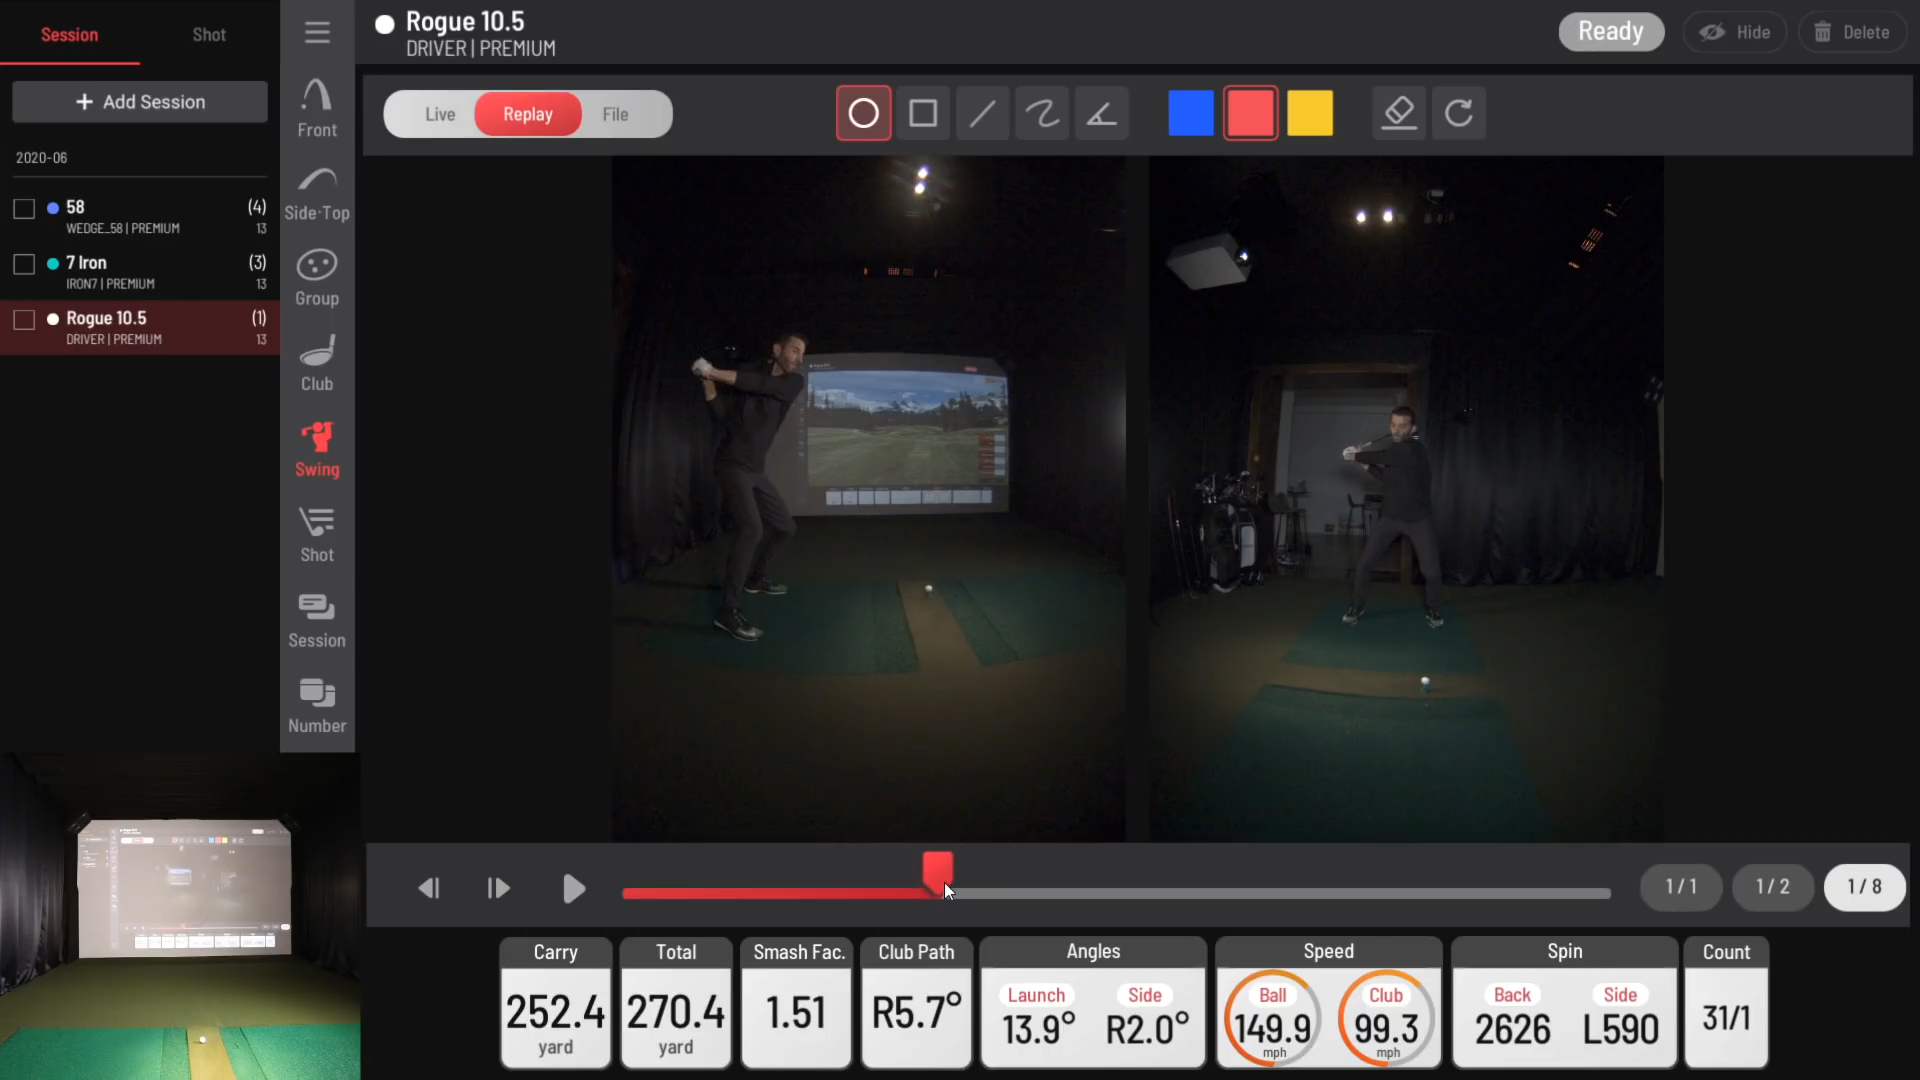 Session
Shot
Add Session
2020-06
58
(4)
WEDGE_58 | PREMIUM
13
7 Iron
(3)
IRON7 | PREMIUM
13
Rogue 10.5
(1)
DRIVER | PREMIUM
13
Front
Side·Top
Group
Club
Swing
Shot
Session
Number
Rogue 10.5
DRIVER | PREMIUM
Ready
Hide
Delete
Live
Replay
File
1 / 1
1 / 2
1 / 8
Carry
252.4
yard
Total
270.4
yard
Smash Fac.
1.51
Club Path
R5.7°
Angles
Launch
13.9°
Side
R2.0°
Speed
Ball
149.9
mph
Club
99.3
mph
Spin
Back
2626
Side
L590
Count
31/1